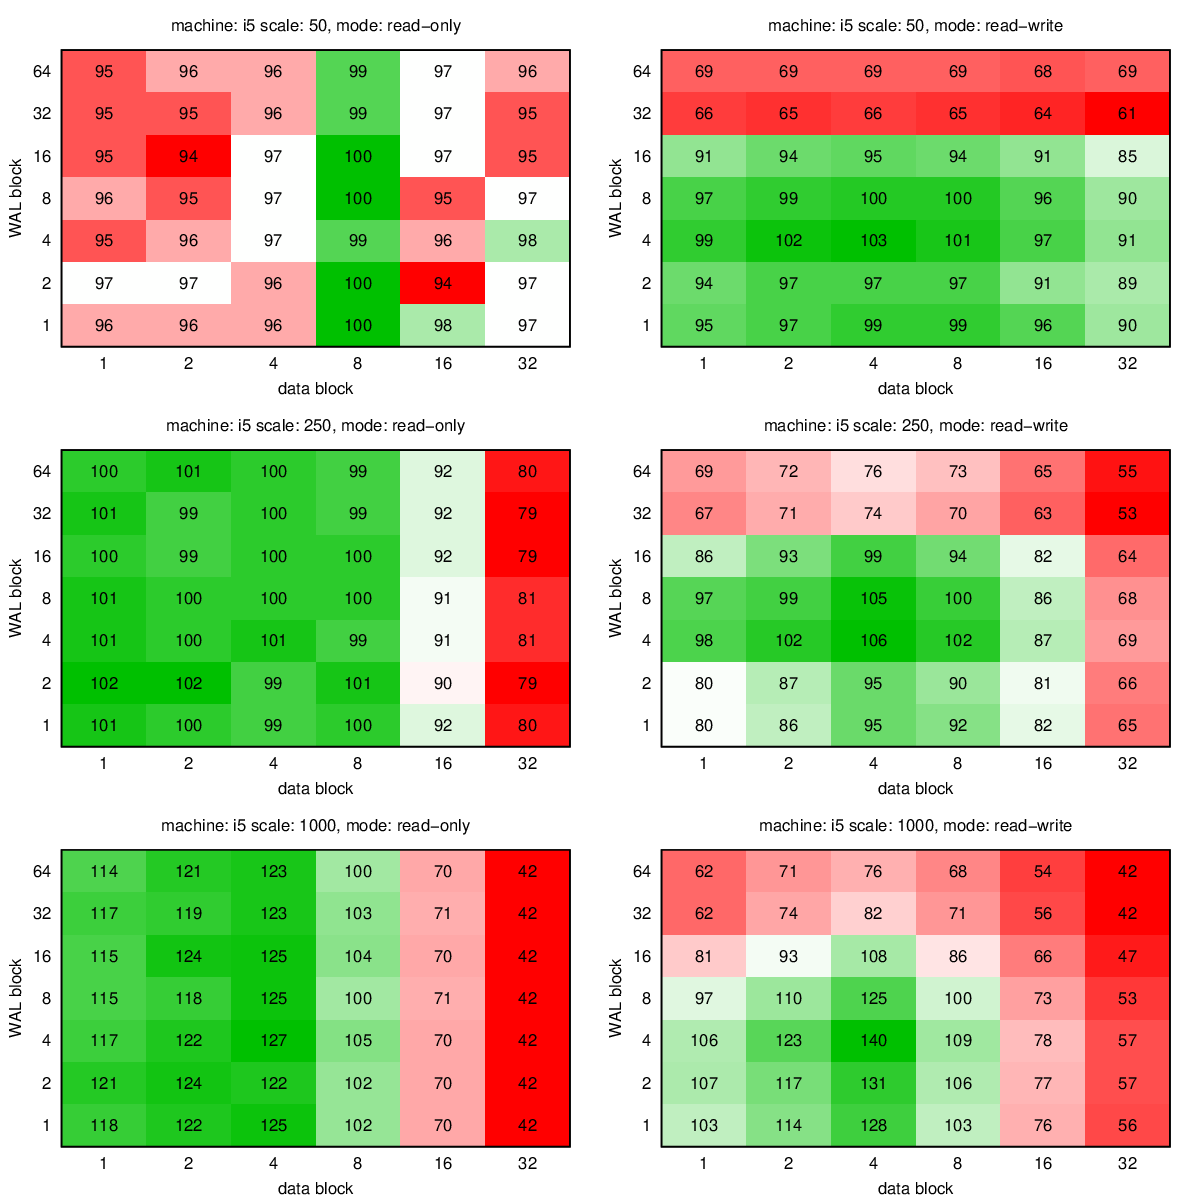 machine: i5 scale: 50, mode: read−only
64 95 96 96 99 97 96
32 95 95 96 99 97 95
16 95 94 97 100 97 95
8 96 95 97 100 95 97
4 95 96 97 99 96 98
2 97 97 96 100 94 97
1 96 96 96 100 98 97
1 2 4 8 16 32
data block
WAL block
machine: i5 scale: 50, mode: read−write
64 69 69 69 69 68 69
32 66 65 66 65 64 61
16 91 94 95 94 91 85
8 97 99 100 100 96 90
4 99 102 103 101 97 91
2 94 97 97 97 91 89
1 95 97 99 99 96 90
1 2 4 8 16 32
data block
WAL block
machine: i5 scale: 250, mode: read−only
64 100 101 100 99 92 80
32 101 99 100 99 92 79
16 100 99 100 100 92 79
8 101 100 100 100 91 81
4 101 100 101 99 91 81
2 102 102 99 101 90 79
1 101 100 99 100 92 80
1 2 4 8 16 32
data block
WAL block
machine: i5 scale: 250, mode: read−write
64 69 72 76 73 65 55
32 67 71 74 70 63 53
16 86 93 99 94 82 64
8 97 99 105 100 86 68
4 98 102 106 102 87 69
2 80 87 95 90 81 66
1 80 86 95 92 82 65
1 2 4 8 16 32
data block
WAL block
machine: i5 scale: 1000, mode: read−only
64 114 121 123 100 70 42
32 117 119 123 103 71 42
16 115 124 125 104 70 42
8 115 118 125 100 71 42
4 117 122 127 105 70 42
2 121 124 122 102 70 42
1 118 122 125 102 70 42
1 2 4 8 16 32
data block
WAL block
machine: i5 scale: 1000, mode: read−write
64 62 71 76 68 54 42
32 62 74 82 71 56 42
16 81 93 108 86 66 47
8 97 110 125 100 73 53
4 106 123 140 109 78 57
2 107 117 131 106 77 57
1 103 114 128 103 76 56
1 2 4 8 16 32
data block
WAL block